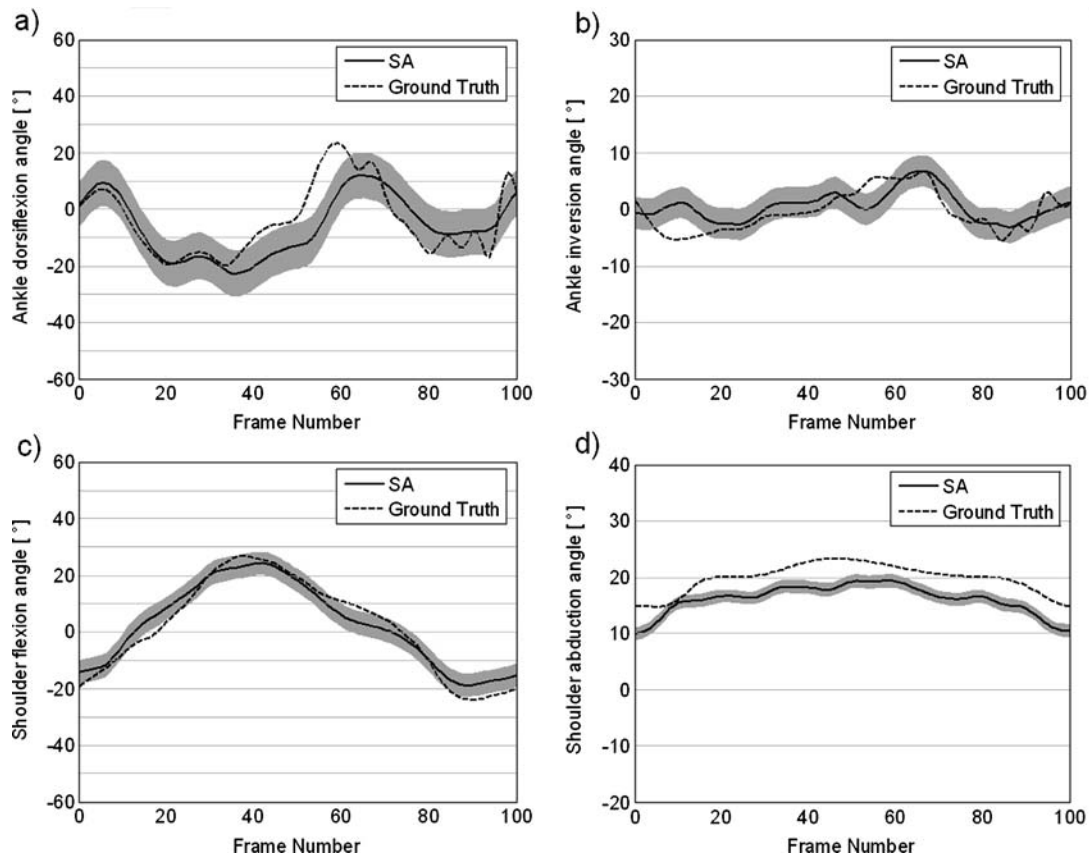 a)
60
40
20
0
-20
-40
-60
Ankle dorsiflexion angle [ ° ]
SA
Ground Truth
0 20 40 60 80 100
Frame Number
b)
30
20
10
0
-10
-20
-30
Ankle inversion angle [ ° ]
SA
Ground Truth
0 20 40 60 80 100
Frame Number
c)
60
40
20
0
-20
-40
-60
Shoulder flexion angle [ ° ]
SA
Ground Truth
0 20 40 60 80 100
Frame Number
d)
40
30
20
10
0
-10
-20
Shoulder abduction angle [ ° ]
SA
Ground Truth
0 20 40 60 80 100
Frame Number